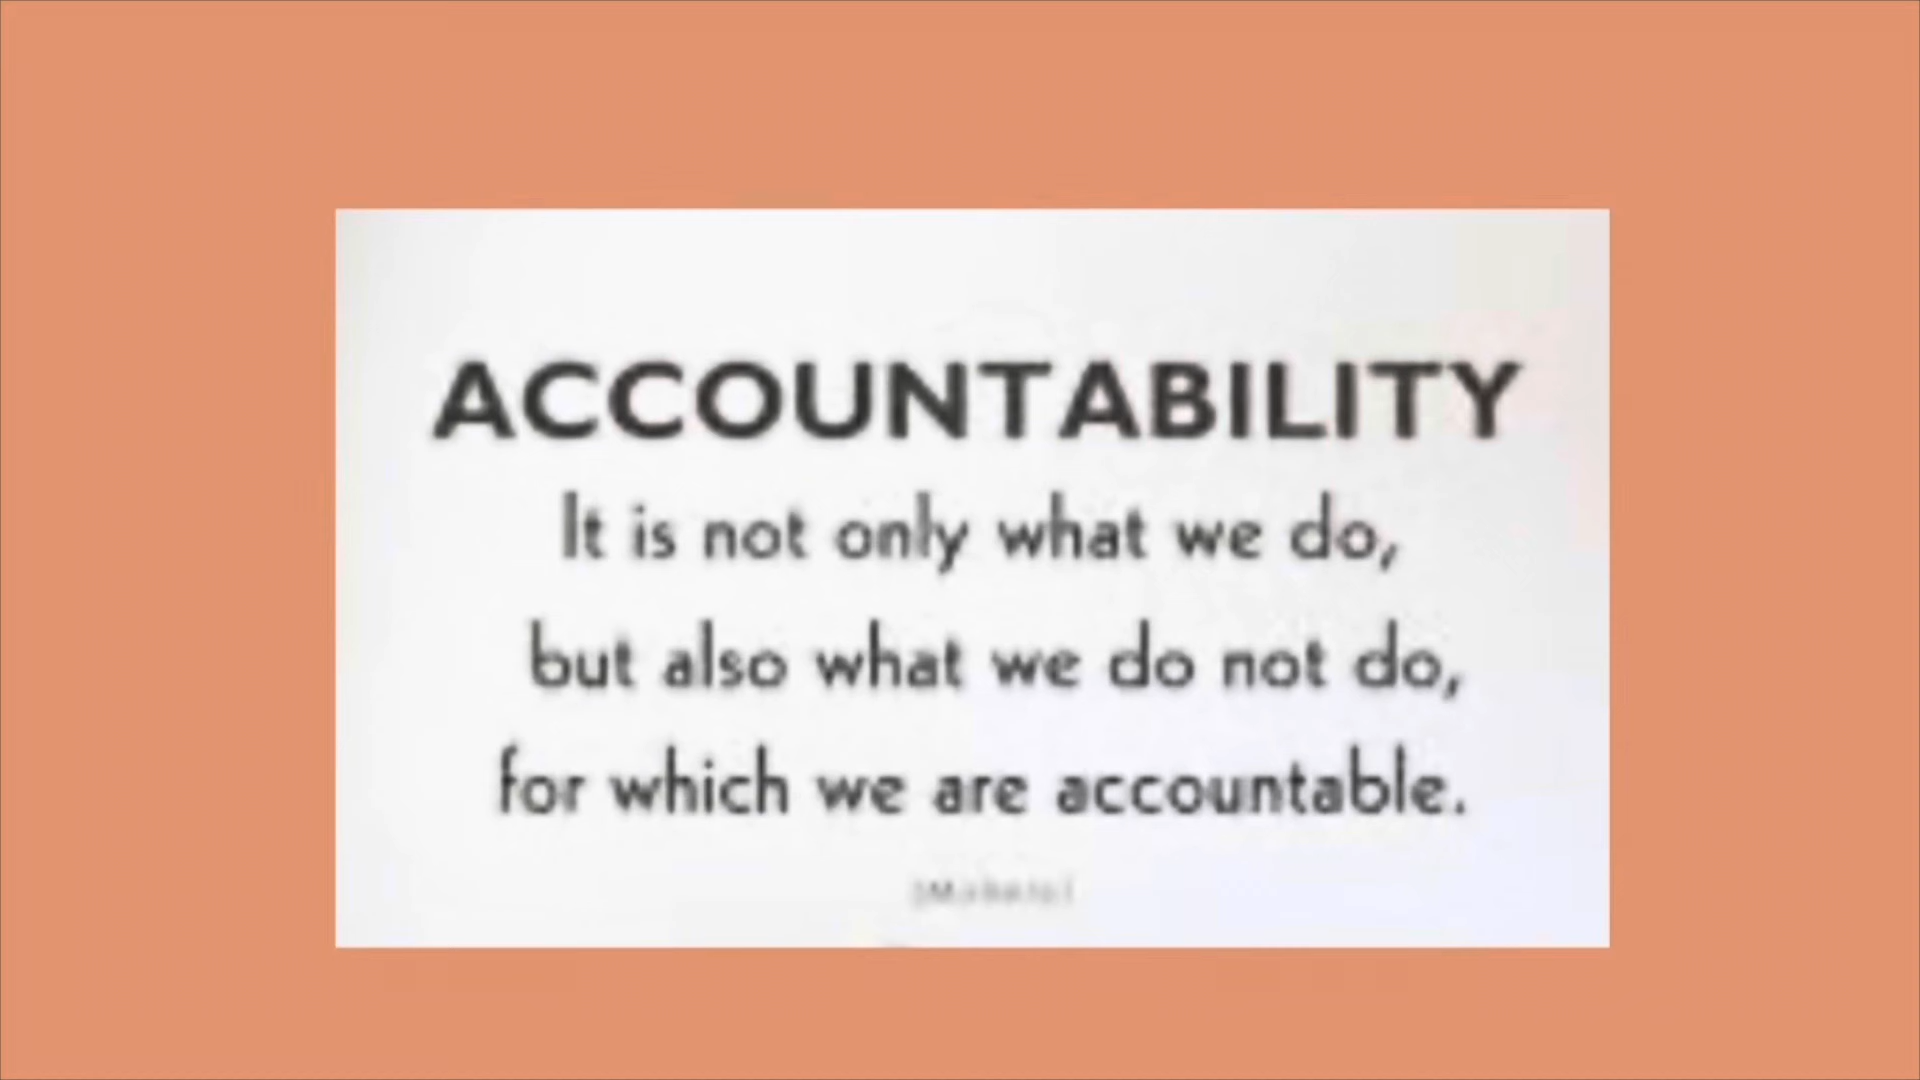 ACCOUNTABILITY
It is not only what we do,
but also what we do not do,
for which we are accountable.